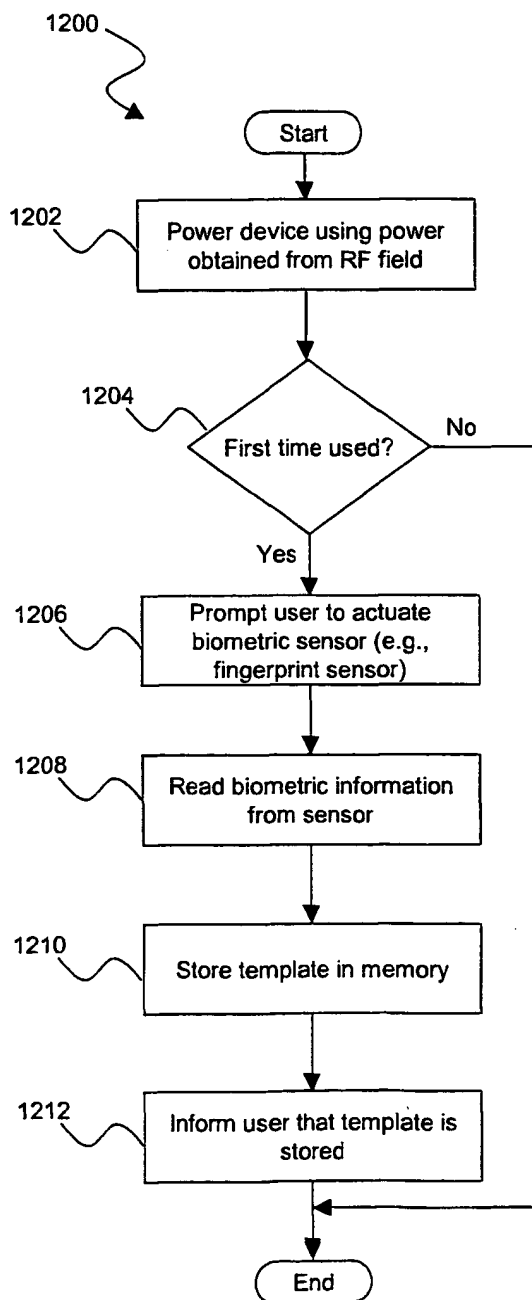 1200
Start
1202
Power device using power
obtained from RF field
1204
First time used?
No
Yes
1206
Prompt user to actuate
biometric sensor (e.g.,
fingerprint sensor)
1208
Read biometric information
from sensor
1210
Store template in memory
1212
Inform user that template is
stored
End